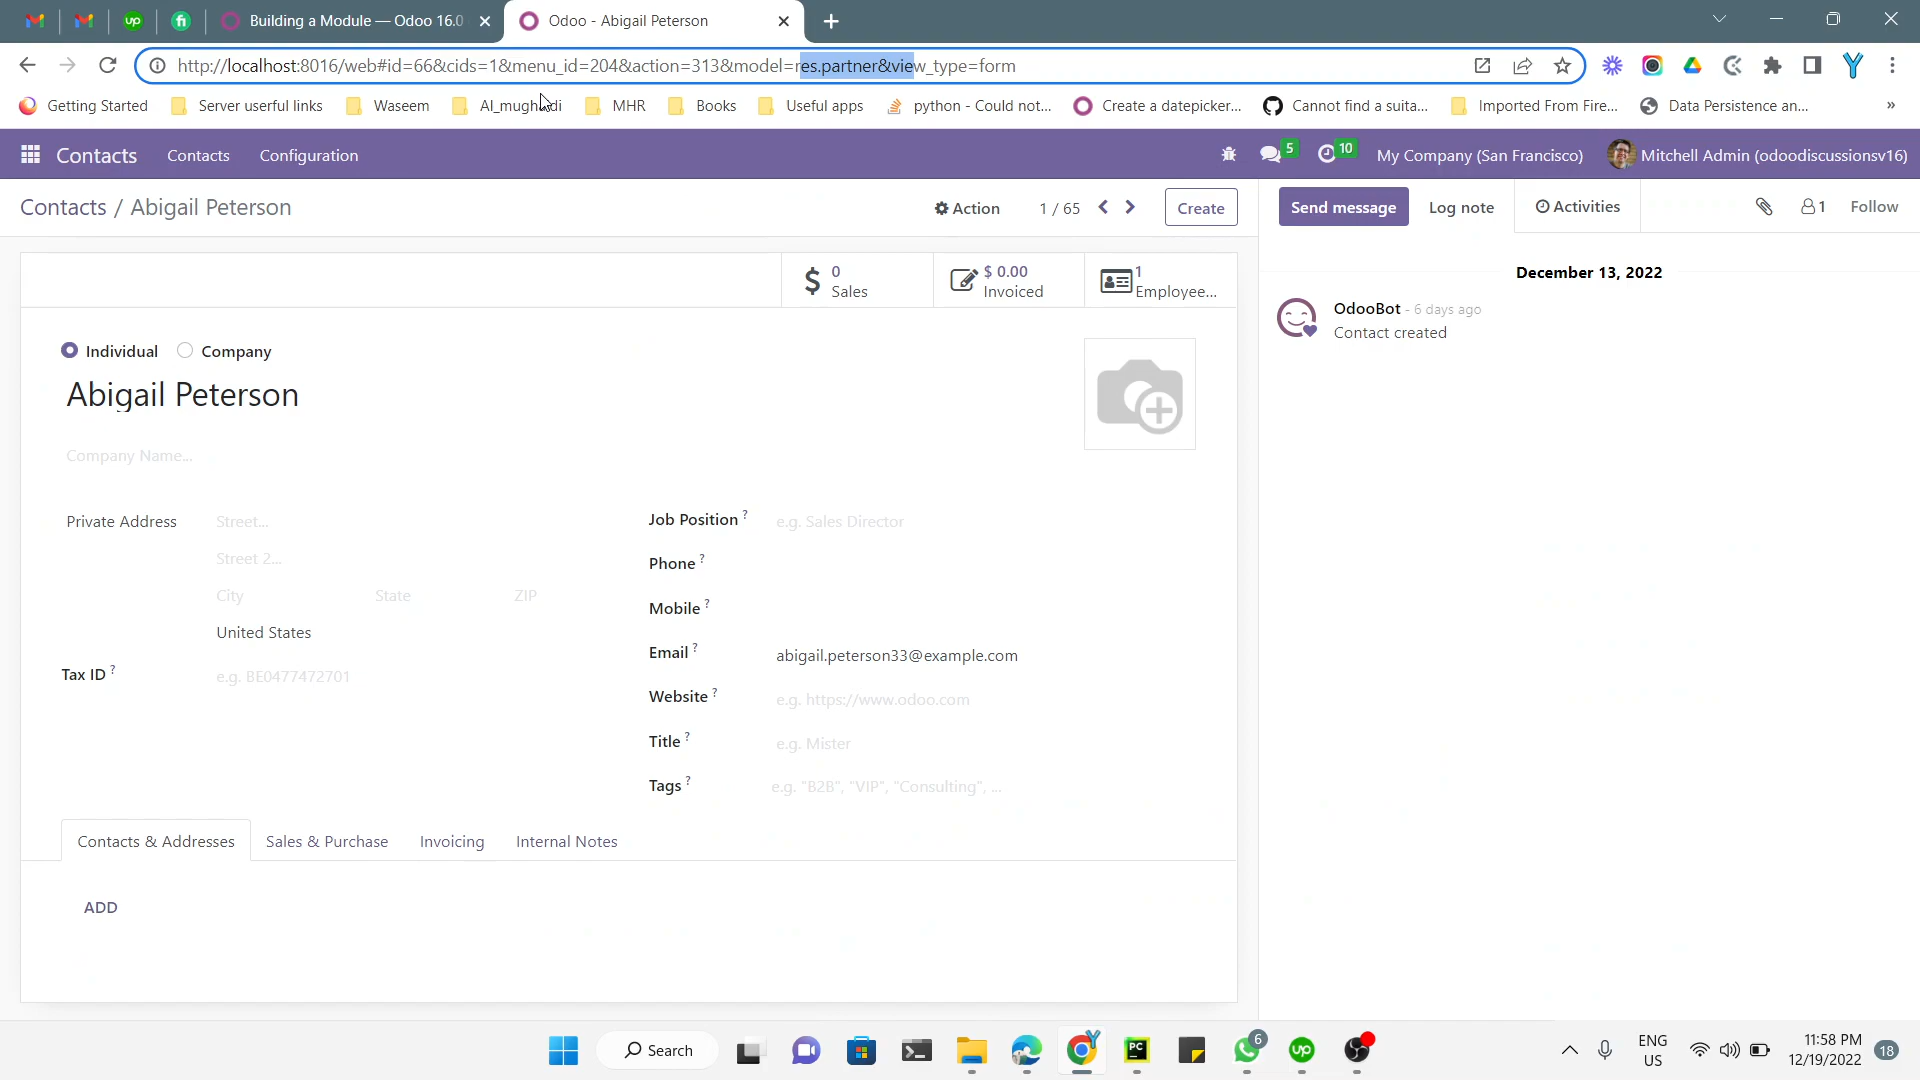 Building a Module — Odoo 16.0
Odoo - Abigail Peterson
http://localhost:8016/web#id=66&cids=1&menu_id=204&action=313&model=res.partner&view_type=form
Getting Started
Server useful links
Waseem
Al_mughadi
MHR
Books
Useful apps
python - Could not...
Create a datepicker...
Cannot find a suita...
Imported From Fire...
Data Persistence an...
»
Contacts
Contacts
Configuration
5
10
My Company (San Francisco)
Mitchell Admin (odoodiscussionsv16)
Contacts / Abigail Peterson
Action
1 / 65
Create
Send message
Log note
Activities
1
Follow
0
Sales
$ 0.00
Invoiced
1
Employee...
December 13, 2022
OdooBot - 6 days ago
Contact created
Individual
Company
Abigail Peterson
Company Name...
Private Address
Street...
Street 2...
City
State
ZIP
United States
Tax ID ?
e.g. BE0477472701
Job Position ?
e.g. Sales Director
Phone ?
Mobile ?
Email ?
abigail.peterson33@example.com
Website ?
e.g. https://www.odoo.com
Title ?
e.g. Mister
Tags ?
e.g. "B2B", "VIP", "Consulting", ...
Contacts & Addresses
Sales & Purchase
Invoicing
Internal Notes
ADD
Search
PC
6
up
ENG
US
11:58 PM
12/19/2022
18